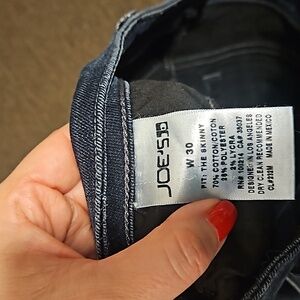 JOE'S
W 30
FIT: THE SKINNY
70% COTTON/COTON
28% POLYESTER
2% LYCRA
DESIGNED IN LOS ANGELES
DRY CLEAN RECOMMENDED
MADE IN MEXICO